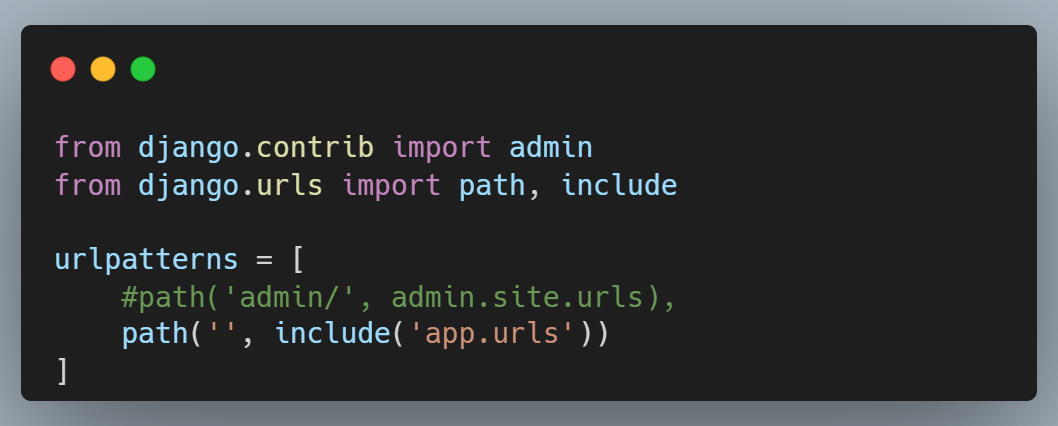 from django.contrib import admin
from django.urls import path, include

urlpatterns = [
    #path('admin/', admin.site.urls),
    path('', include('app.urls'))
]